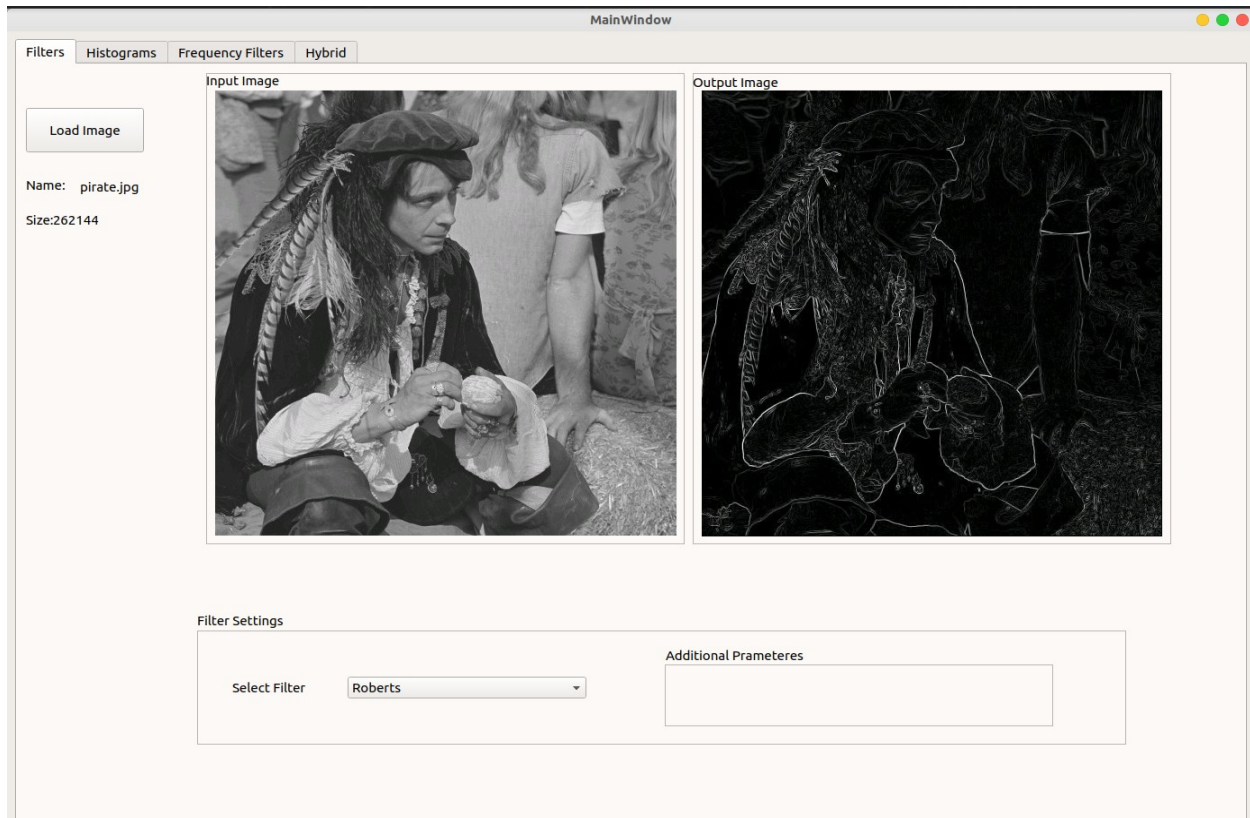 MainWindow
Filters Histograms Frequency Filters Hybrid
Input Image
Output Image
Load Image
Name: pirate.jpg
Size:262144
Filter Settings
Additional Prameteres
Select Filter Roberts